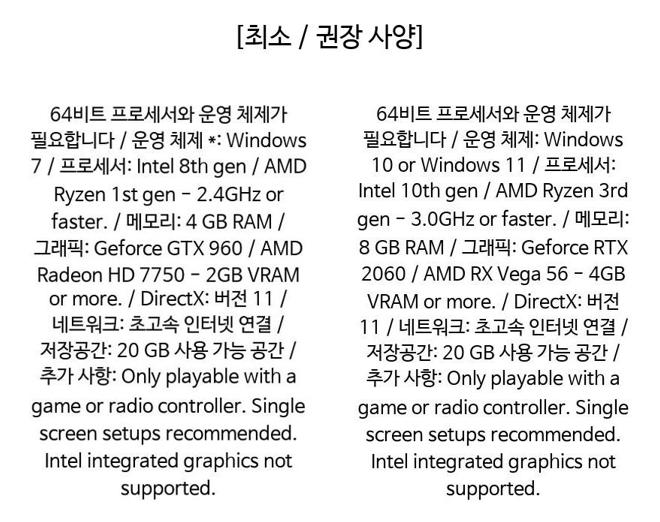 [최소 / 권장 사양]
64비트 프로세서와 운영 체제가
필요합니다 / 운영 체제 *: Windows
7 / 프로세서: Intel 8th gen / AMD
Ryzen 1st gen - 2.4GHz or
faster. / 메모리: 4 GB RAM /
그래픽: Geforce GTX 960 / AMD
Radeon HD 7750 - 2GB VRAM
or more. / DirectX: 버전 11 /
네트워크: 초고속 인터넷 연결 /
저장공간: 20 GB 사용 가능 공간 /
추가 사항: Only playable with a
game or radio controller. Single
screen setups recommended.
Intel integrated graphics not
supported.
64비트 프로세서와 운영 체제가
필요합니다 / 운영 체제: Windows
10 or Windows 11 / 프로세서:
Intel 10th gen / AMD Ryzen 3rd
gen - 3.0GHz or faster. / 메모리:
8 GB RAM / 그래픽: Geforce RTX
2060 / AMD RX Vega 56 - 4GB
VRAM or more. / DirectX: 버전
11 / 네트워크: 초고속 인터넷 연결 /
저장공간: 20 GB 사용 가능 공간 /
추가 사항: Only playable with a
game or radio controller. Single
screen setups recommended.
Intel integrated graphics not
supported.